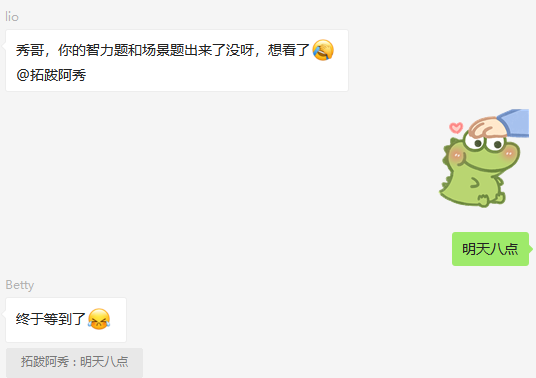 lio
秀哥，你的智力题和场景题出来了没呀，想看了
@拓跋阿秀
明天八点
Betty
终于等到了
拓跋阿秀 : 明天八点